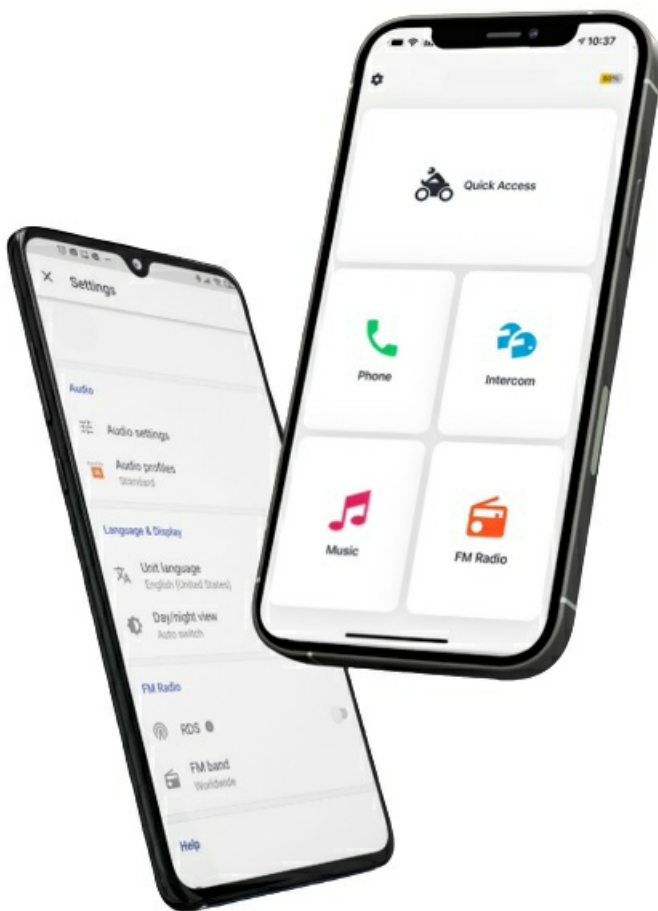 10:37
80%
Quick Access
Phone
Intercom
Music
FM Radio
Settings
Audio
Audio settings
Audio profiles
Standard
Language & Display
Unit language
English (United States)
Day/night view
Auto switch
FM Radio
RDS
FM band
Worldwide
Help